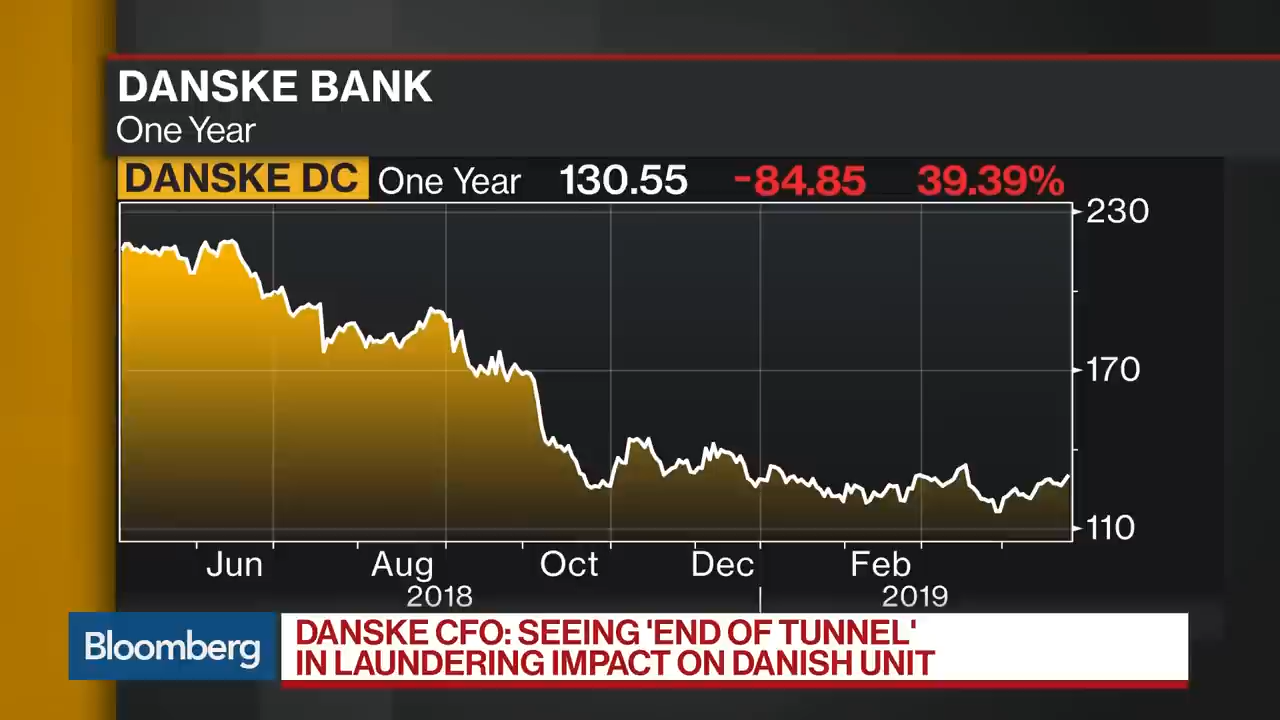 DANSKE BANK
One Year
DANSKE DC One Year 130.55 -84.85 39.39%
230
170
110
Jun Aug Oct Dec Feb
2018 2019
Bloomberg
DANSKE CFO: SEEING 'END OF TUNNEL'
IN LAUNDERING IMPACT ON DANISH UNIT